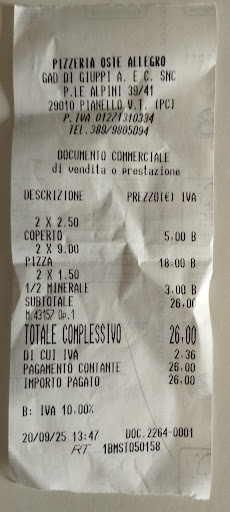 PIZZERIA OSTE ALLEGRO
GAD DI GIUPPI A. E C. SNC
P.LE ALPINI 39/41
29010 PIANELLO V.T. (PC)
P.IVA 01271310334
TEL.389/9805094
DOCUMENTO COMMERCIALE
di vendita o prestazione
DESCRIZIONE PREZZO(€) IVA
2 X 2.50
COPERTO 5,00 B
2 X 9.00
PIZZA 18,00 B
2 X 1.50
1/2 MINERALE 3,00 B
SUBTOTALE 26,00
M.43157 Op.1
TOTALE COMPLESSIVO 26,00
DI CUI IVA 2,36
PAGAMENTO CONTANTE 26,00
IMPORTO PAGATO 26,00
B: IVA 10,00%
20/09/25 13:47 DOC.2264-0001
RT 1BMST050158